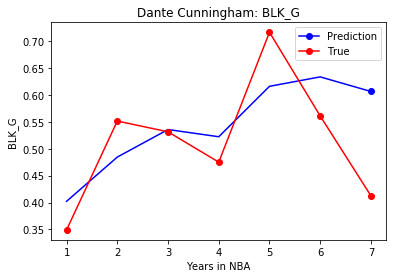 Dante Cunningham: BLK_G
Prediction
True
0.70
0.65
0.60
0.55
0.50
0.45
0.40
0.35
BLK_G
1 2 3 4 5 6 7
Years in NBA